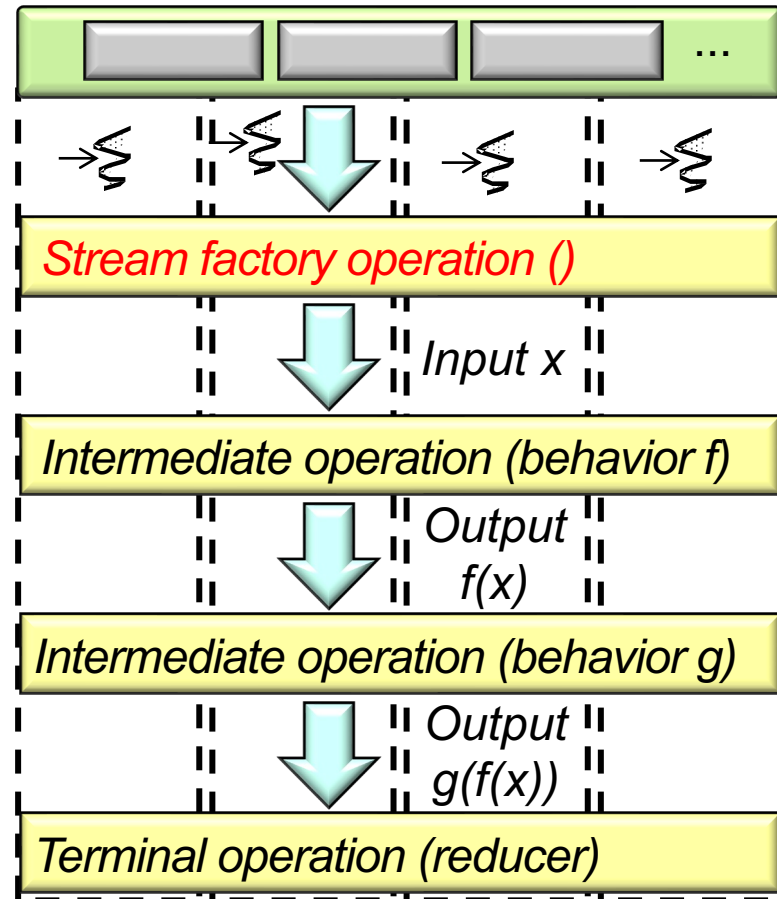 ...
Stream factory operation ()
Input x
Intermediate operation (behavior f)
Output
f(x)
Intermediate operation (behavior g)
Output
g(f(x))
Terminal operation (reducer)